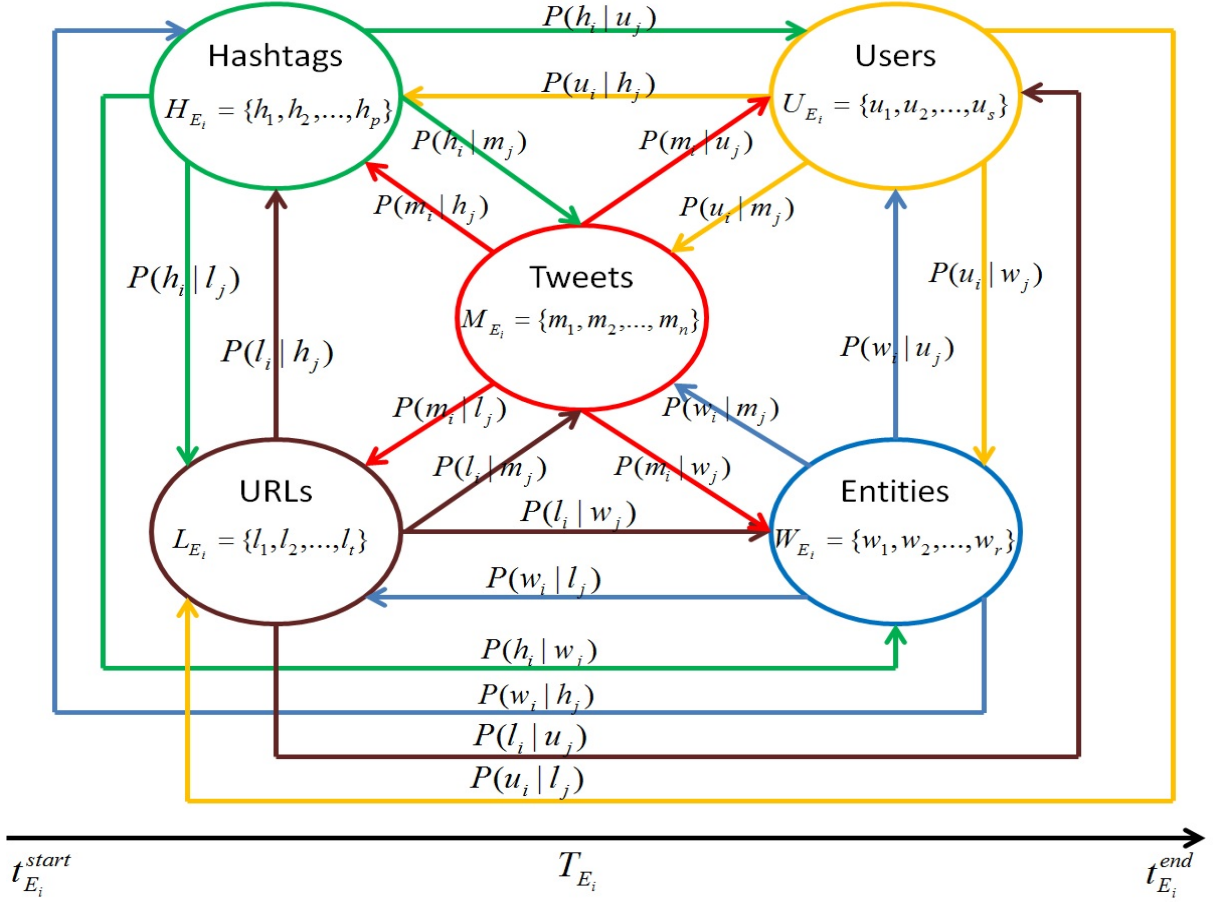 P(h_i | u_j)
Hashtags
H_{E_i} = {h_1, h_2, ..., h_p}
Users
U_{E_i} = {u_1, u_2, ..., u_s}
P(u_i | h_j)
P(h_i | m_j)
P(m_i | u_j)
P(m_i | h_j)
P(u_i | m_j)
Tweets
M_{E_i} = {m_1, m_2, ..., m_n}
P(h_i | l_j)
P(u_i | w_j)
P(l_i | h_j)
P(w_i | u_j)
P(m_i | l_j)
P(w_i | m_j)
P(l_i | m_j)
P(m_i | w_j)
URLs
L_{E_i} = {l_1, l_2, ..., l_t}
P(l_i | w_j)
Entities
W_{E_i} = {w_1, w_2, ..., w_r}
P(w_i | l_j)
P(h_i | w_j)
P(w_i | h_j)
P(l_i | u_j)
P(u_i | l_j)
t_{E_i}^{start}
T_{E_i}
t_{E_i}^{end}